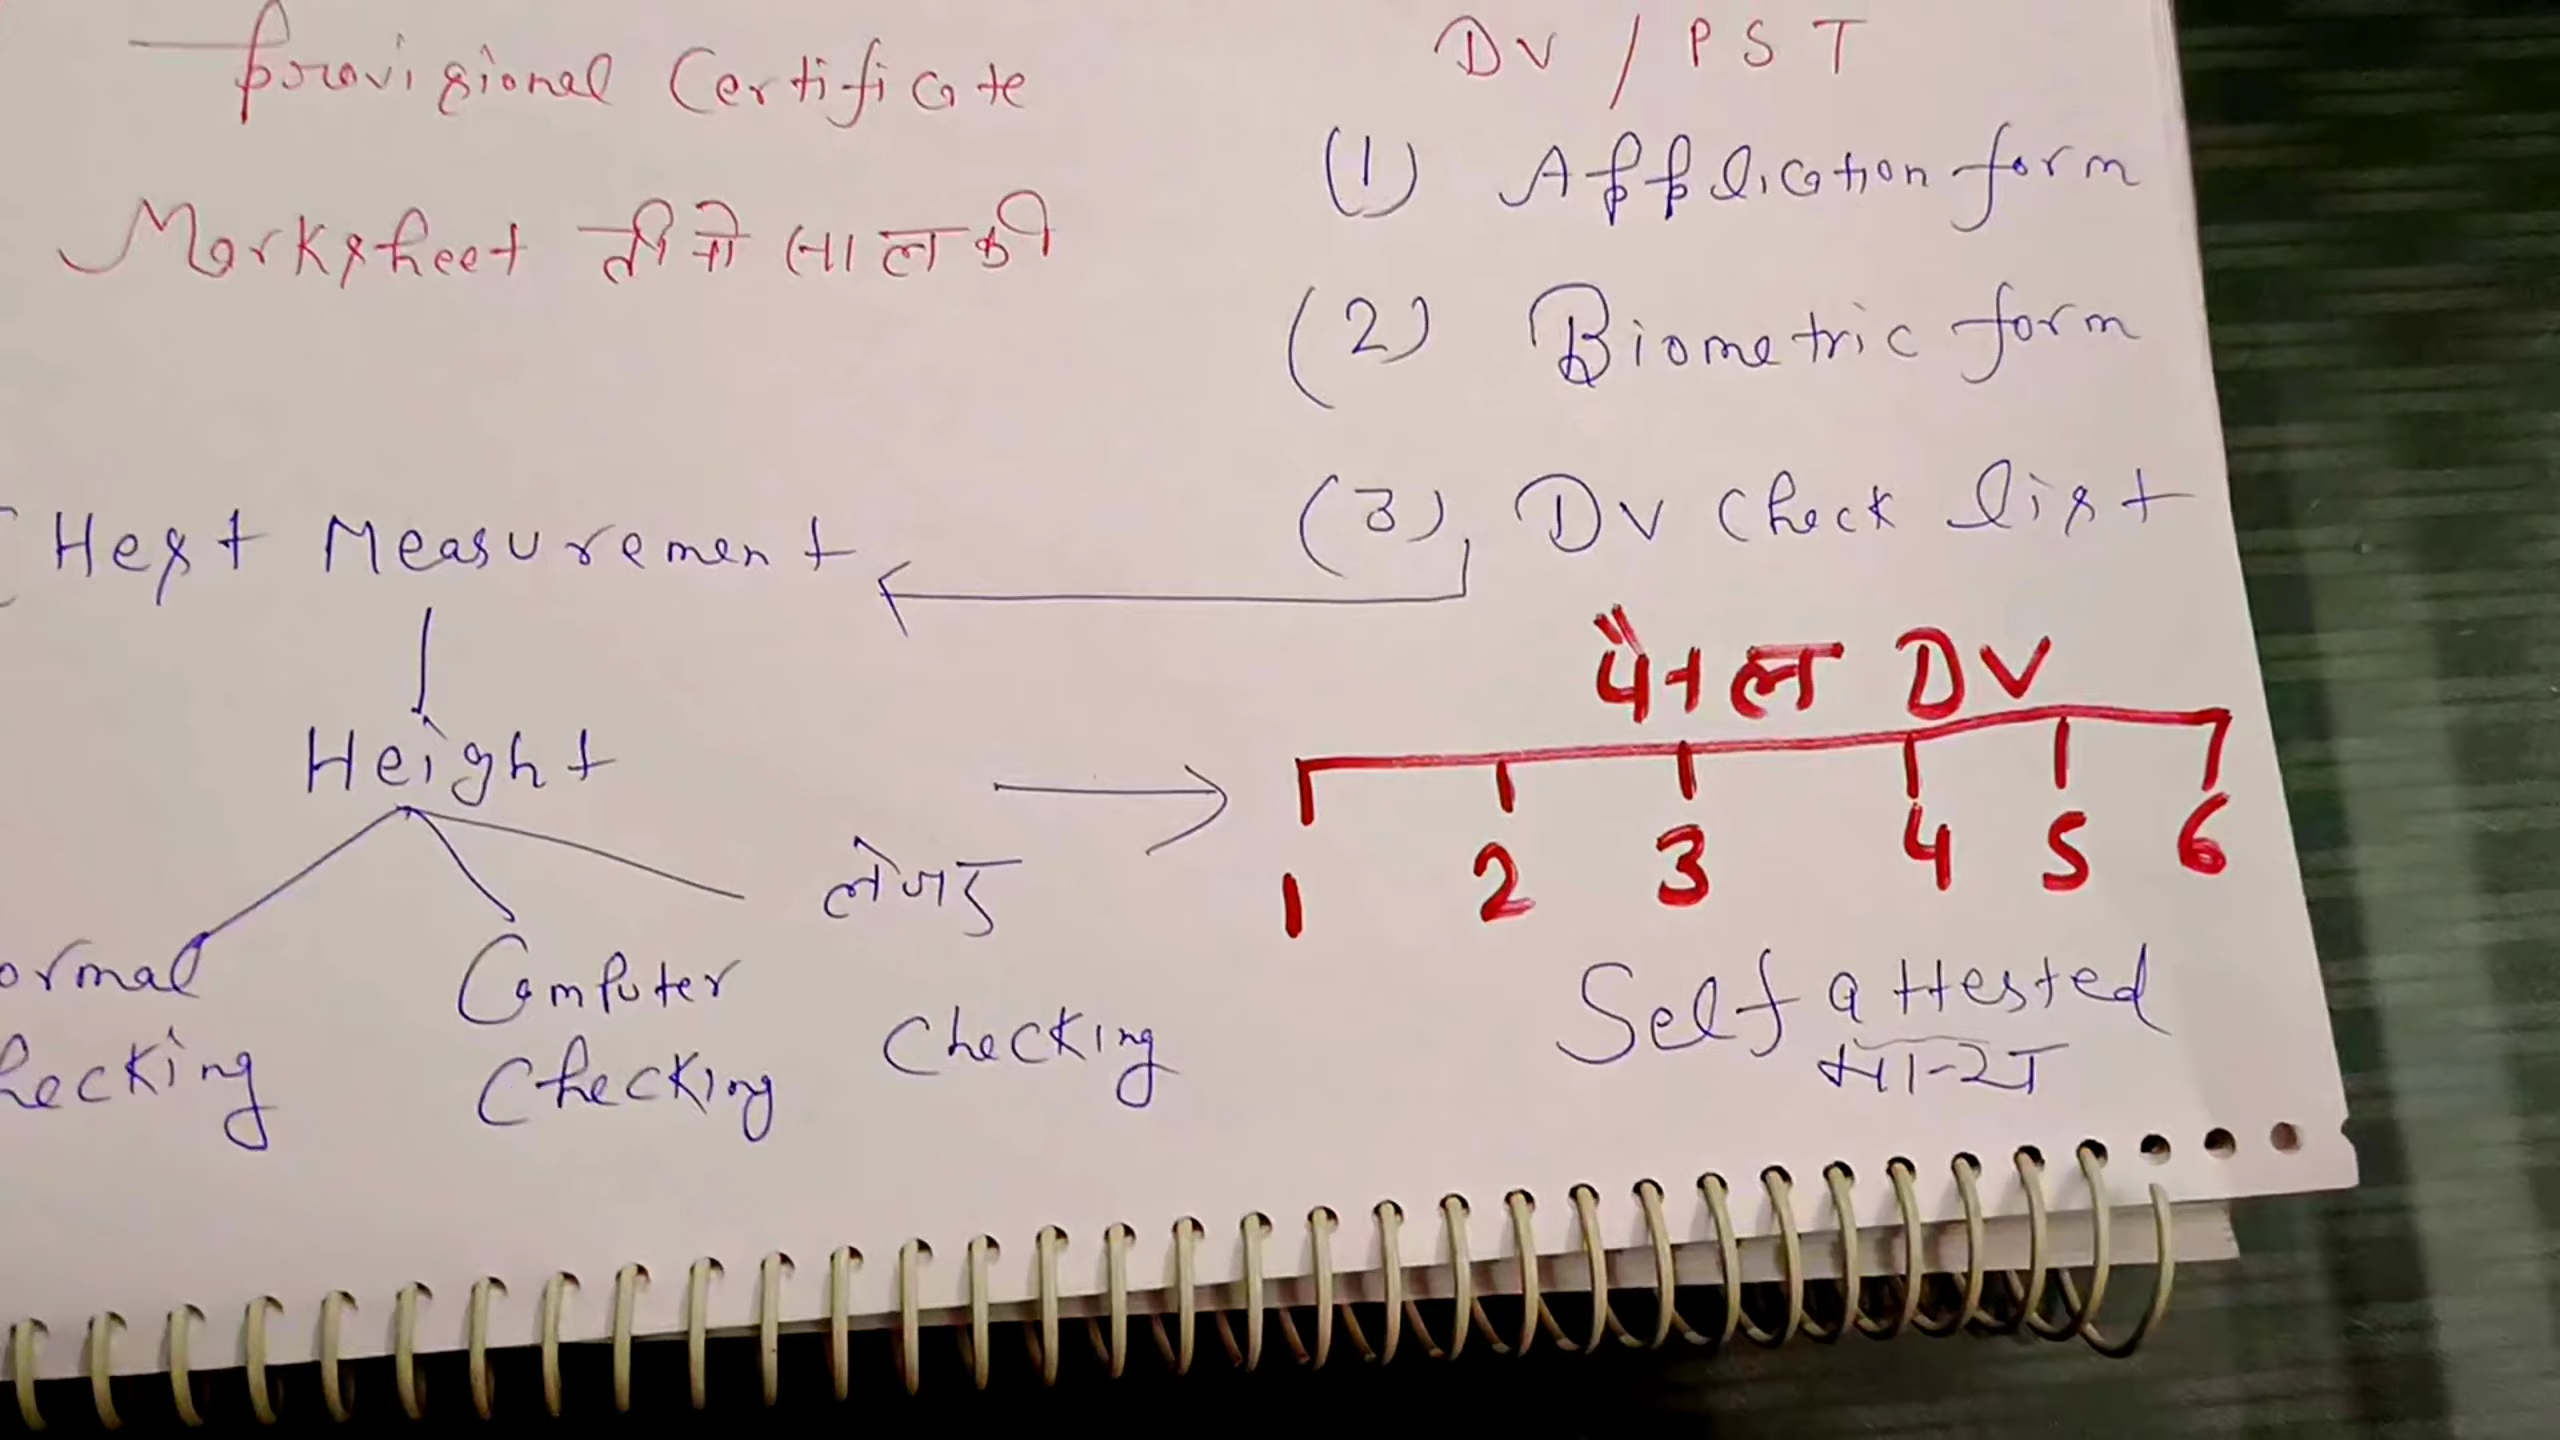 Provisional Certificate
Marksheet तीनो साल की
DV / PST
(1) Application form
(2) Biometric form
(3) DV Check list
CHest Measurement
Height
ormal
hecking
Computer
Checking
Checking
पैनल DV
1 2 3 4 5 6
Self attested
मान्य